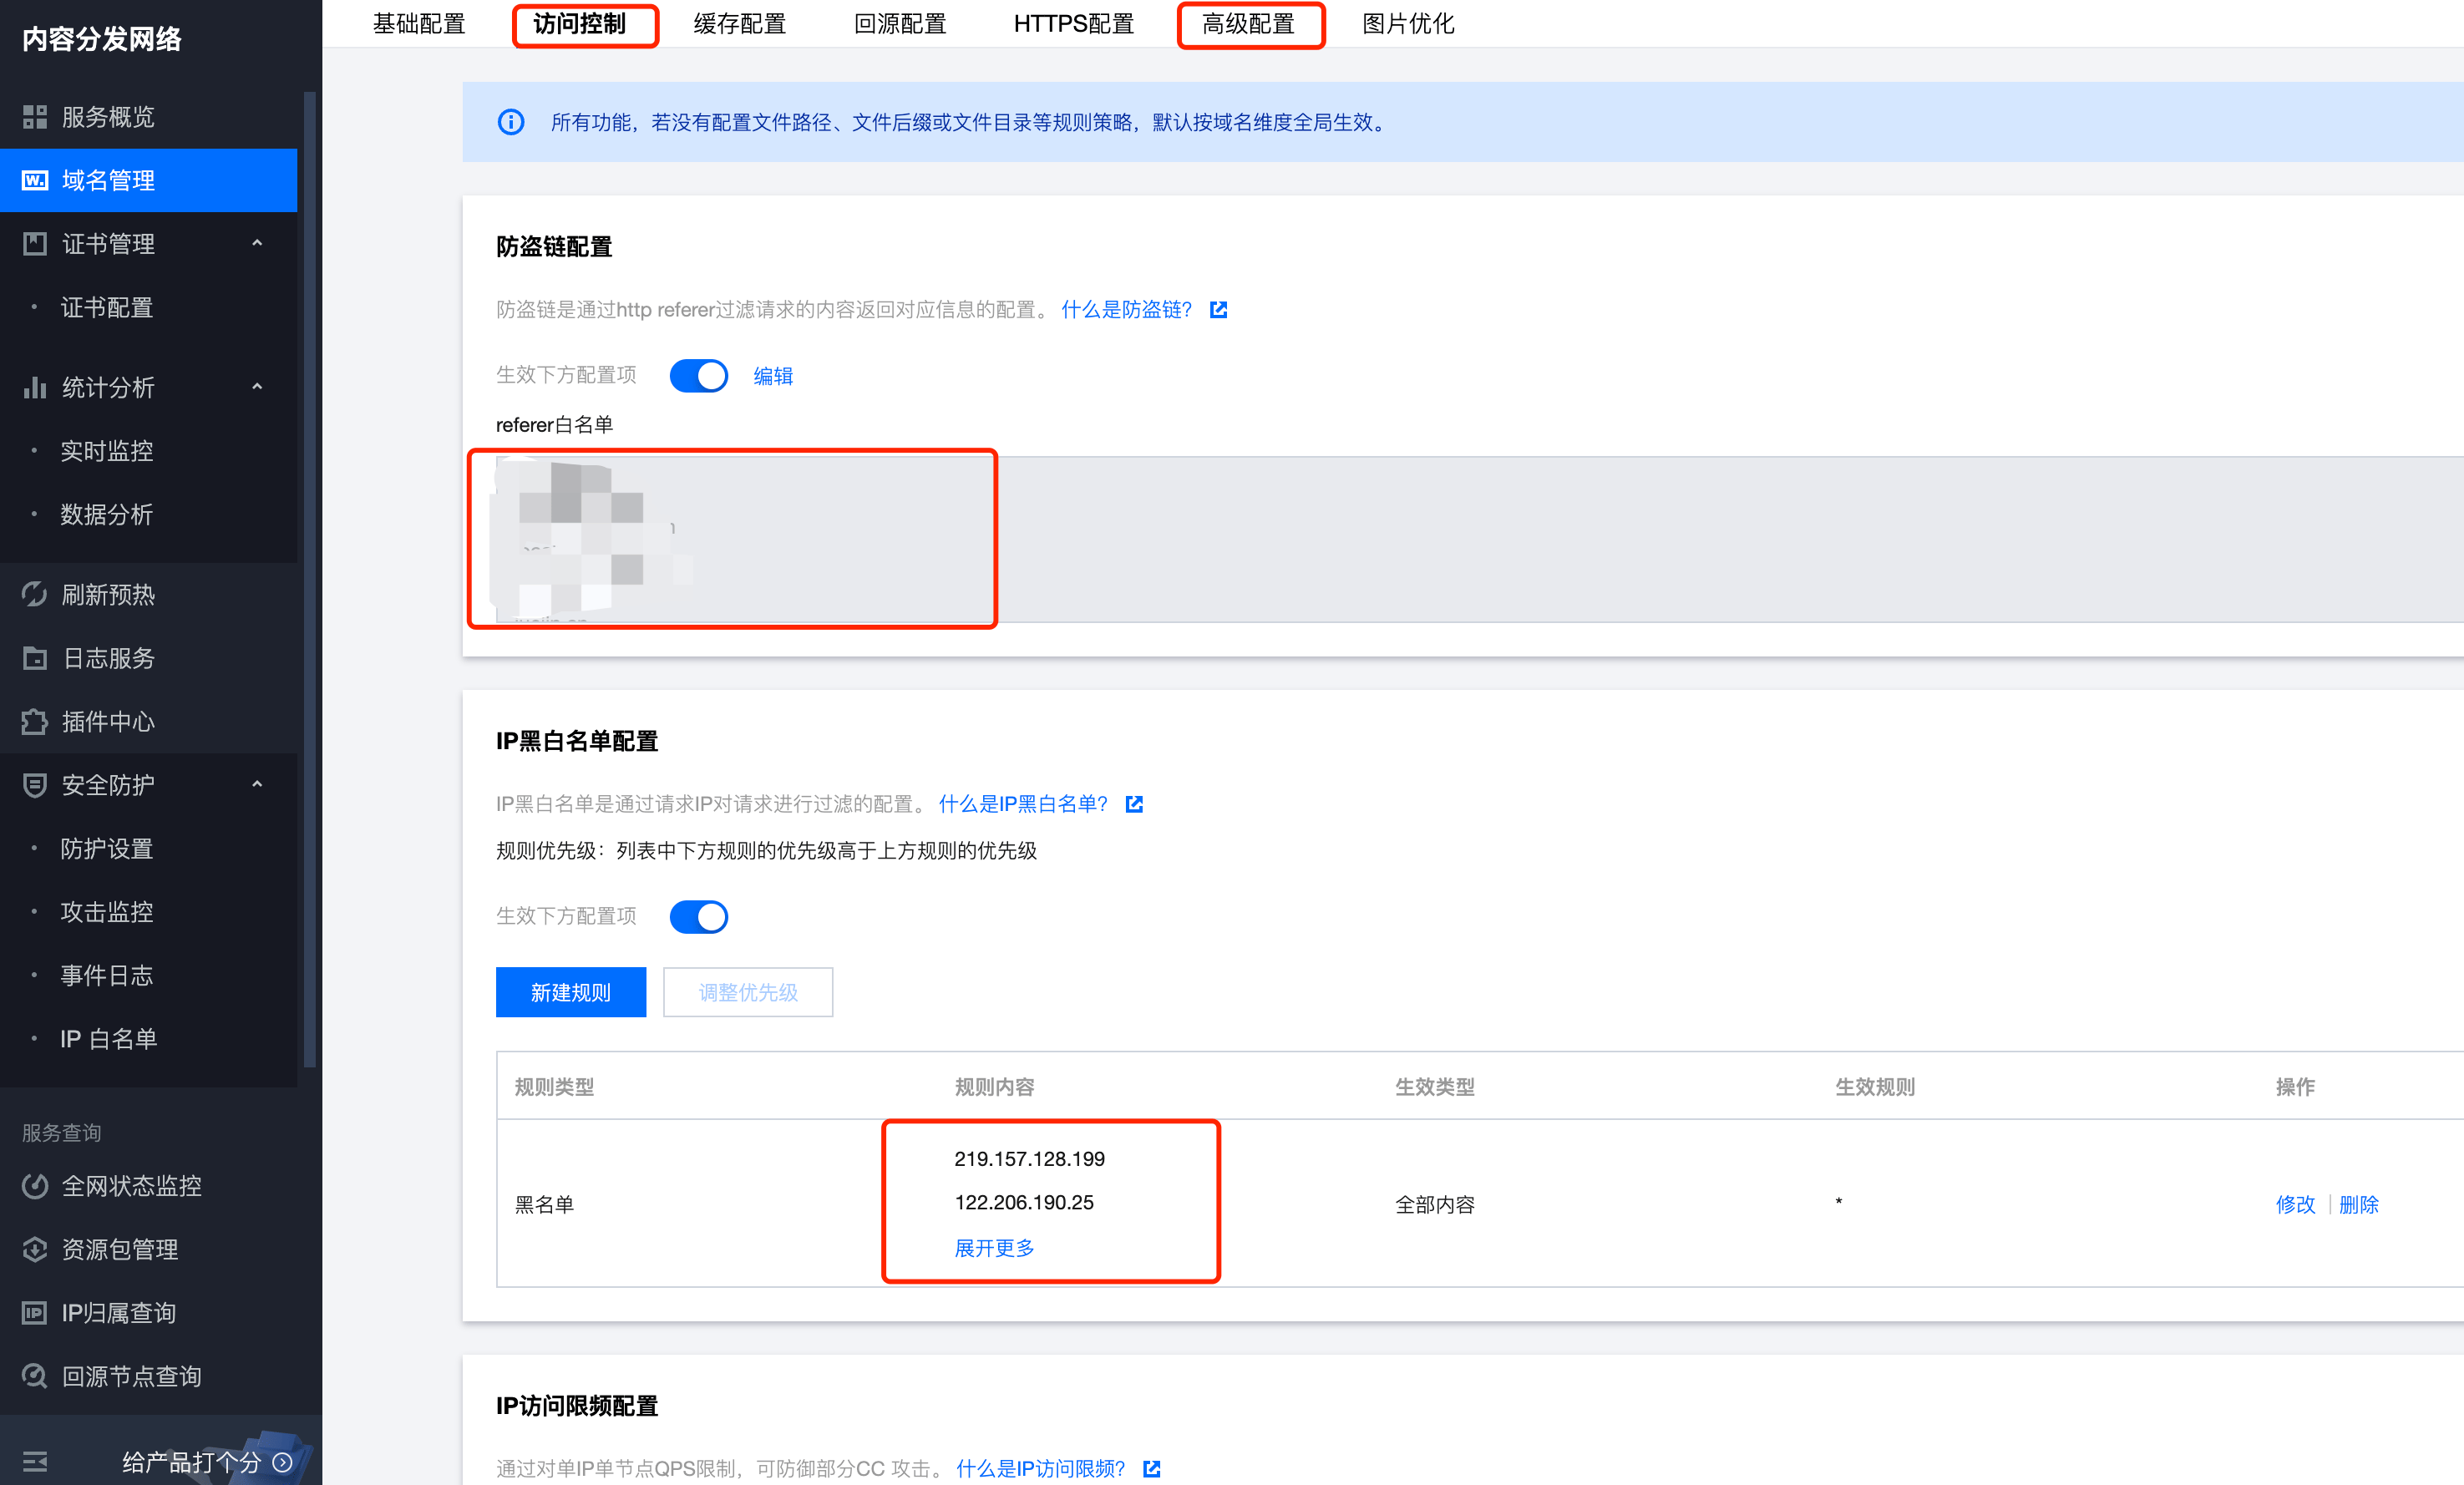 内容分发网络
服务概览
域名管理
证书管理
证书配置
统计分析
实时监控
数据分析
刷新预热
日志服务
插件中心
安全防护
防护设置
攻击监控
事件日志
IP 白名单
服务查询
全网状态监控
资源包管理
IP归属查询
回源节点查询
给产品打个分
基础配置 访问控制 缓存配置 回源配置 HTTPS配置 高级配置 图片优化
所有功能，若没有配置文件路径、文件后缀或文件目录等规则策略，默认按域名维度全局生效。
防盗链配置
防盗链是通过http referer过滤请求的内容返回对应信息的配置。 什么是防盗链?
生效下方配置项 编辑
referer白名单
IP黑白名单配置
IP黑白名单是通过请求IP对请求进行过滤的配置。 什么是IP黑白名单?
规则优先级：列表中下方规则的优先级高于上方规则的优先级
生效下方配置项
新建规则 调整优先级
规则类型 规则内容 生效类型 生效规则 操作
219.157.128.199
122.206.190.25
黑名单 全部内容 * 修改 删除
展开更多
IP访问限频配置
通过对单IP单节点QPS限制，可防御部分CC 攻击。 什么是IP访问限频?